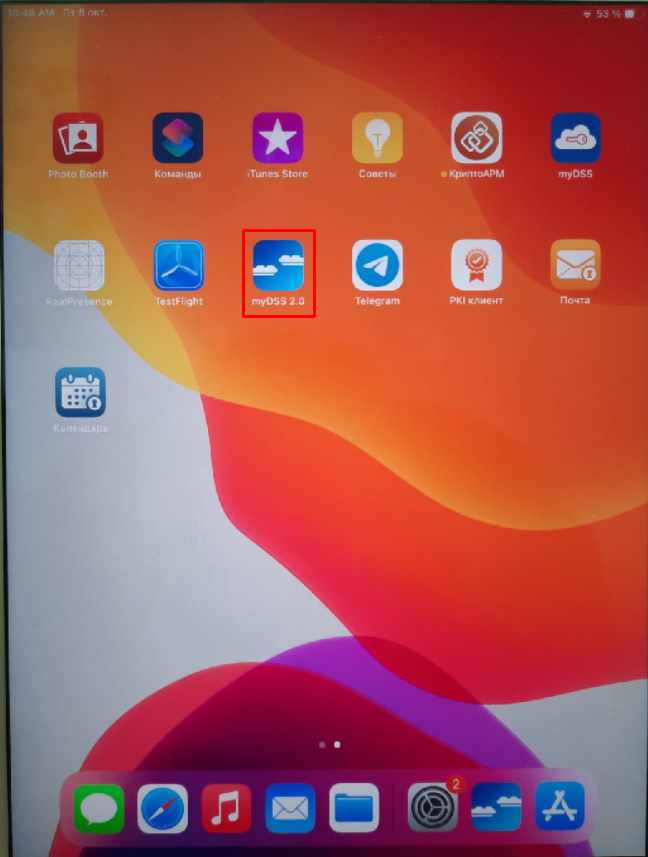 10:48 AM Пт 8 окт.
53 %
Photo Booth
Команды
iTunes Store
Советы
КриптоАРМ
myDSS
RealPresence
TestFlight
myDSS 2.0
Telegram
PKI клиент
Почта
Календарь
2